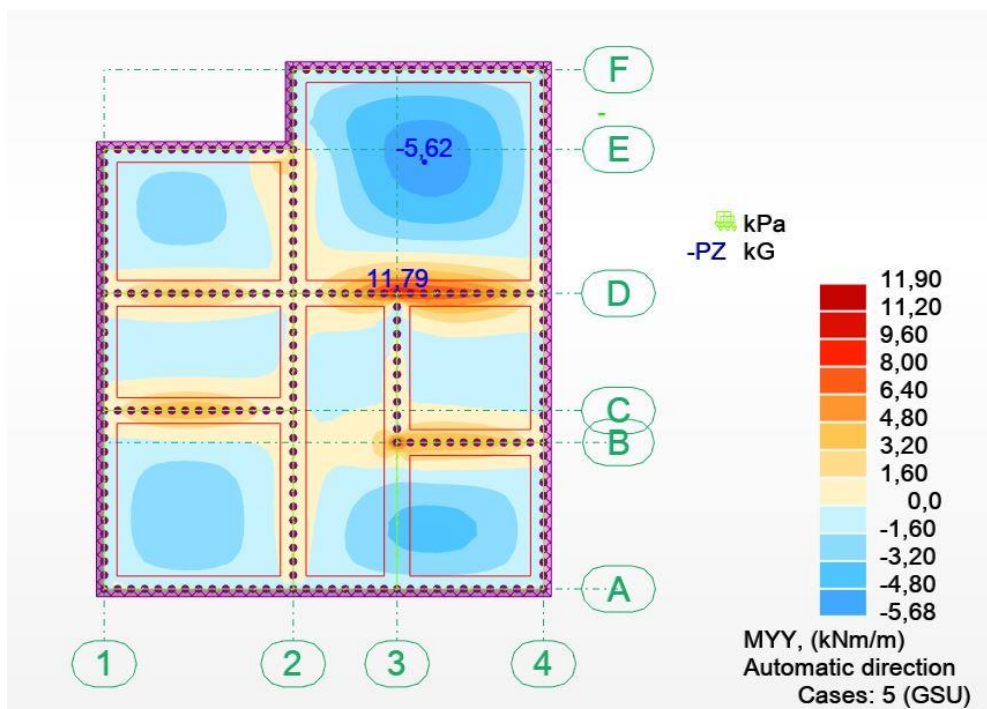 F
E
-5,62
kPa
-PZ kG
11,79
D
11,90
11,20
9,60
8,00
6,40
4,80
3,20
1,60
0,0
-1,60
-3,20
-4,80
-5,68
C
B
A
MYY, (kNm/m)
Automatic direction
Cases: 5 (GSU)
1 2 3 4